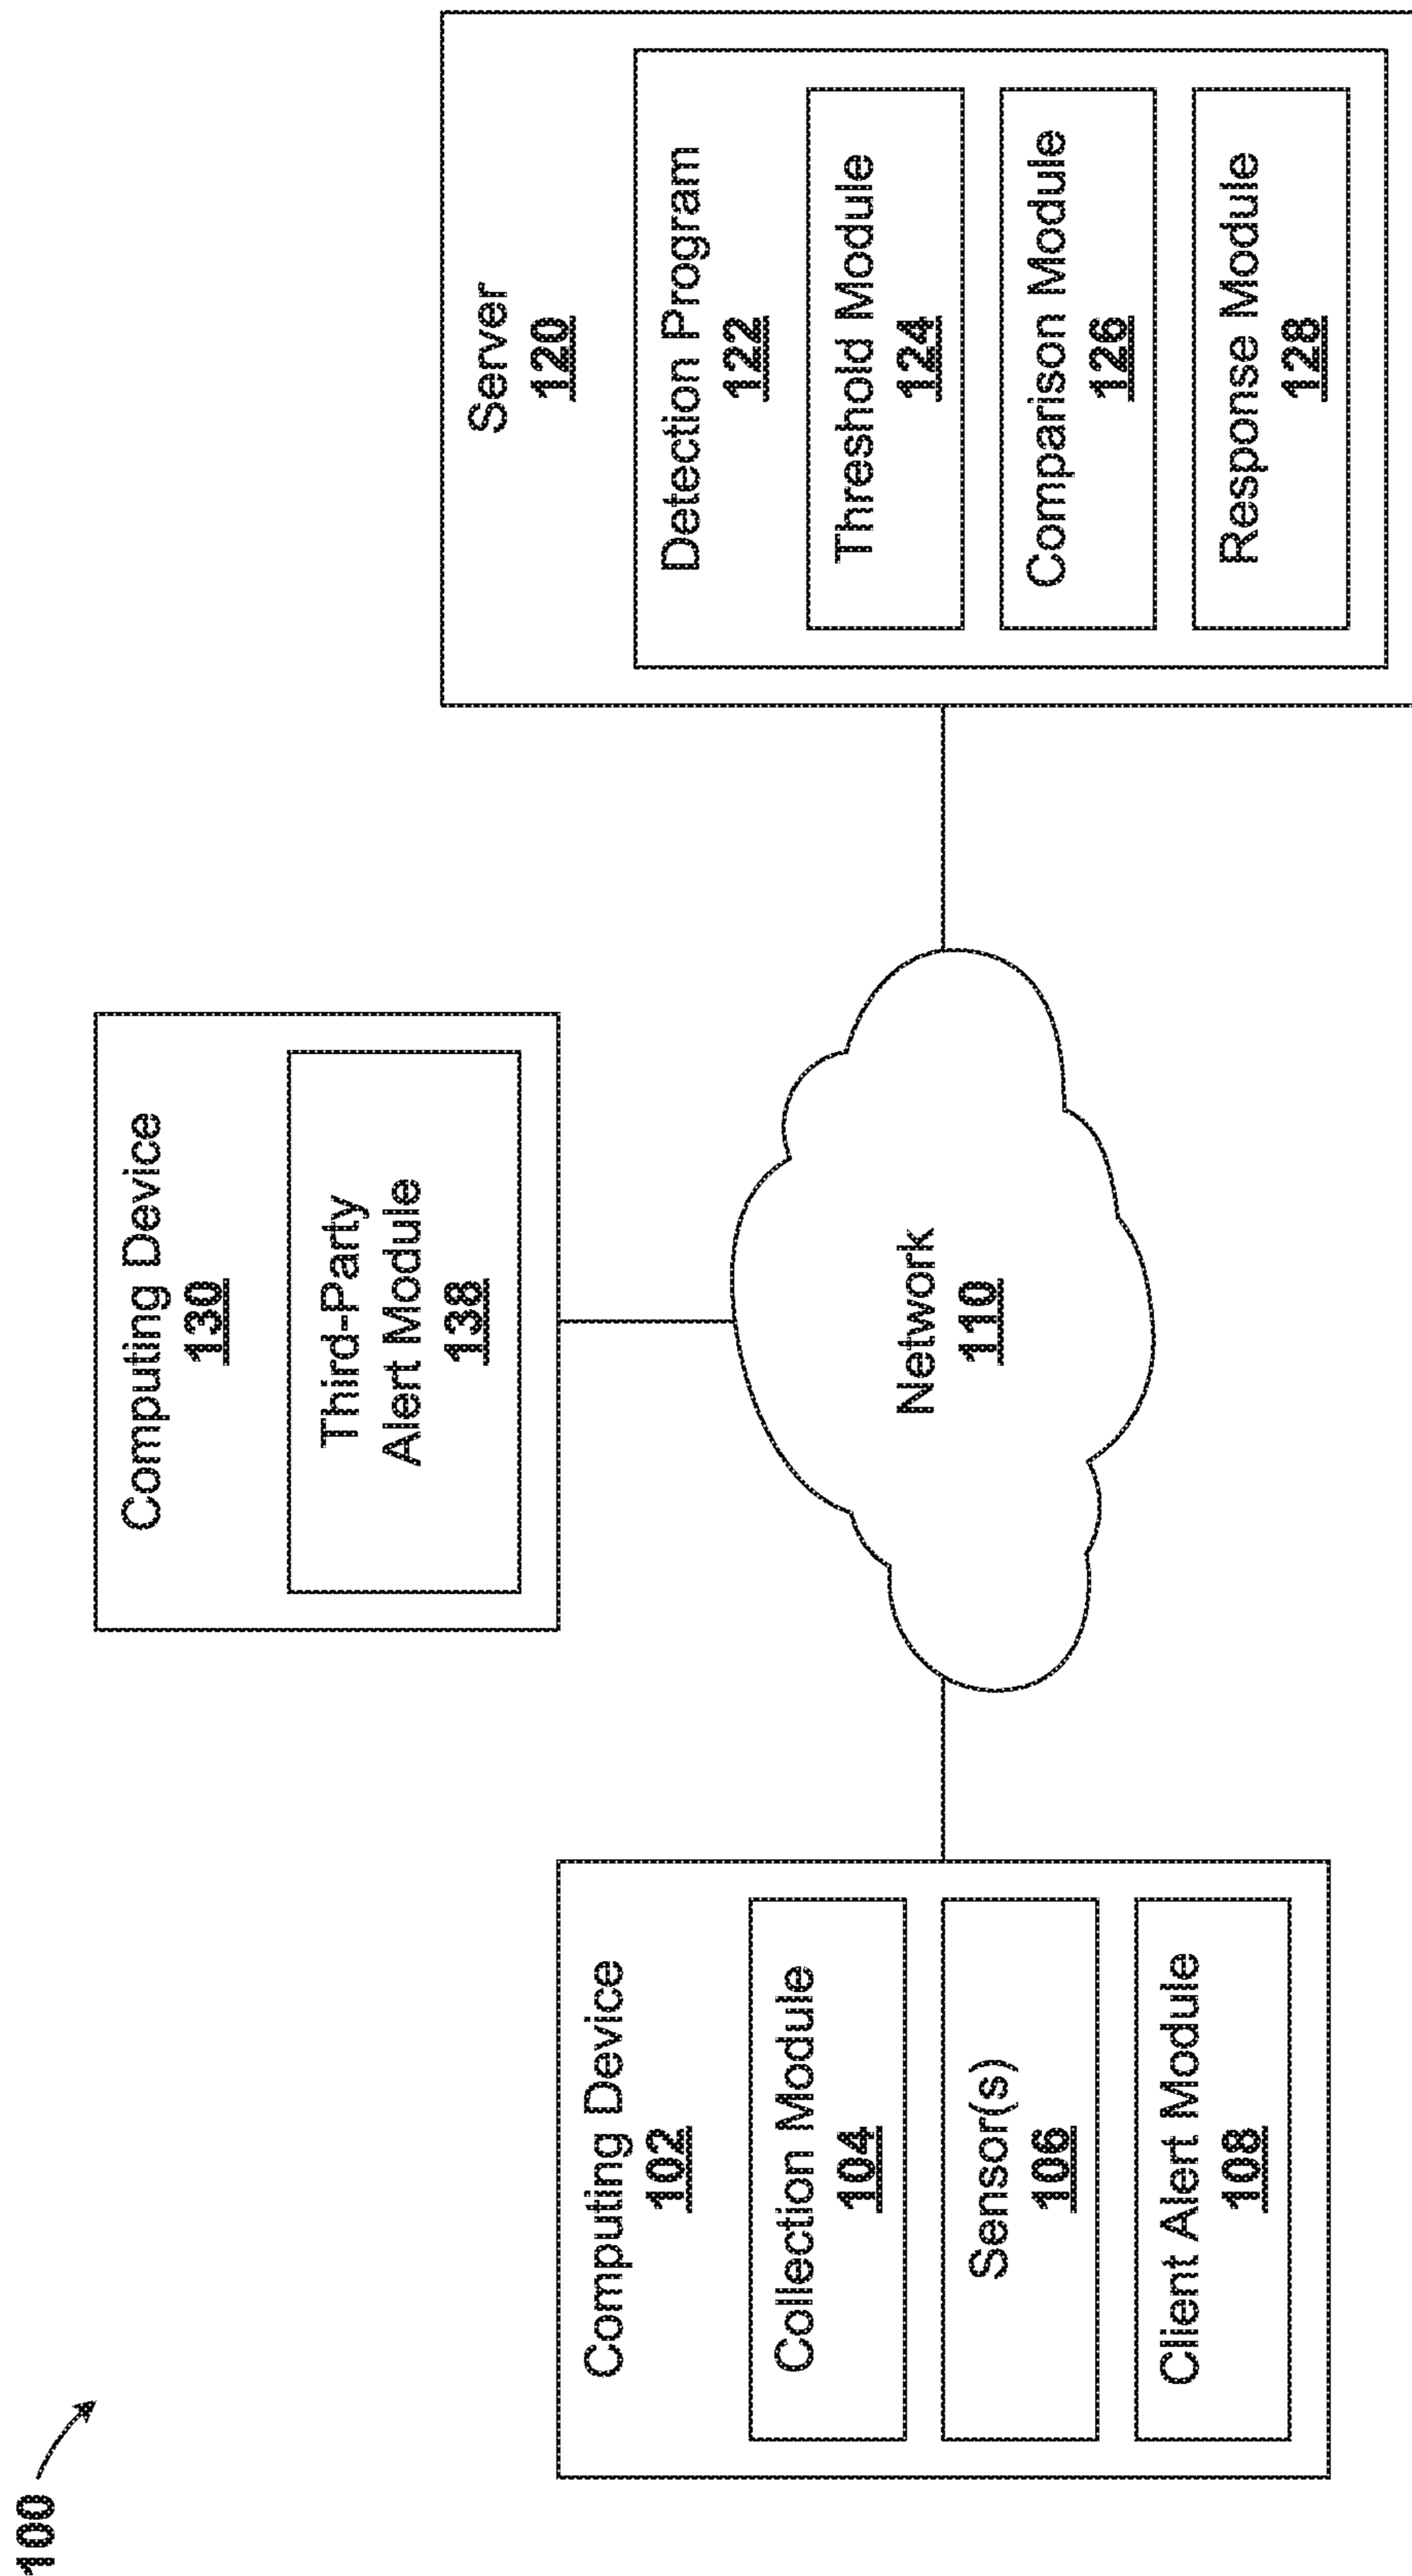 100
Computing Device
102
Collection Module
104
Sensor(s)
106
Client Alert Module
108
Computing Device
130
Third-Party
Alert Module
138
Network
110
Server
120
Detection Program
122
Threshold Module
124
Comparison Module
126
Response Module
128